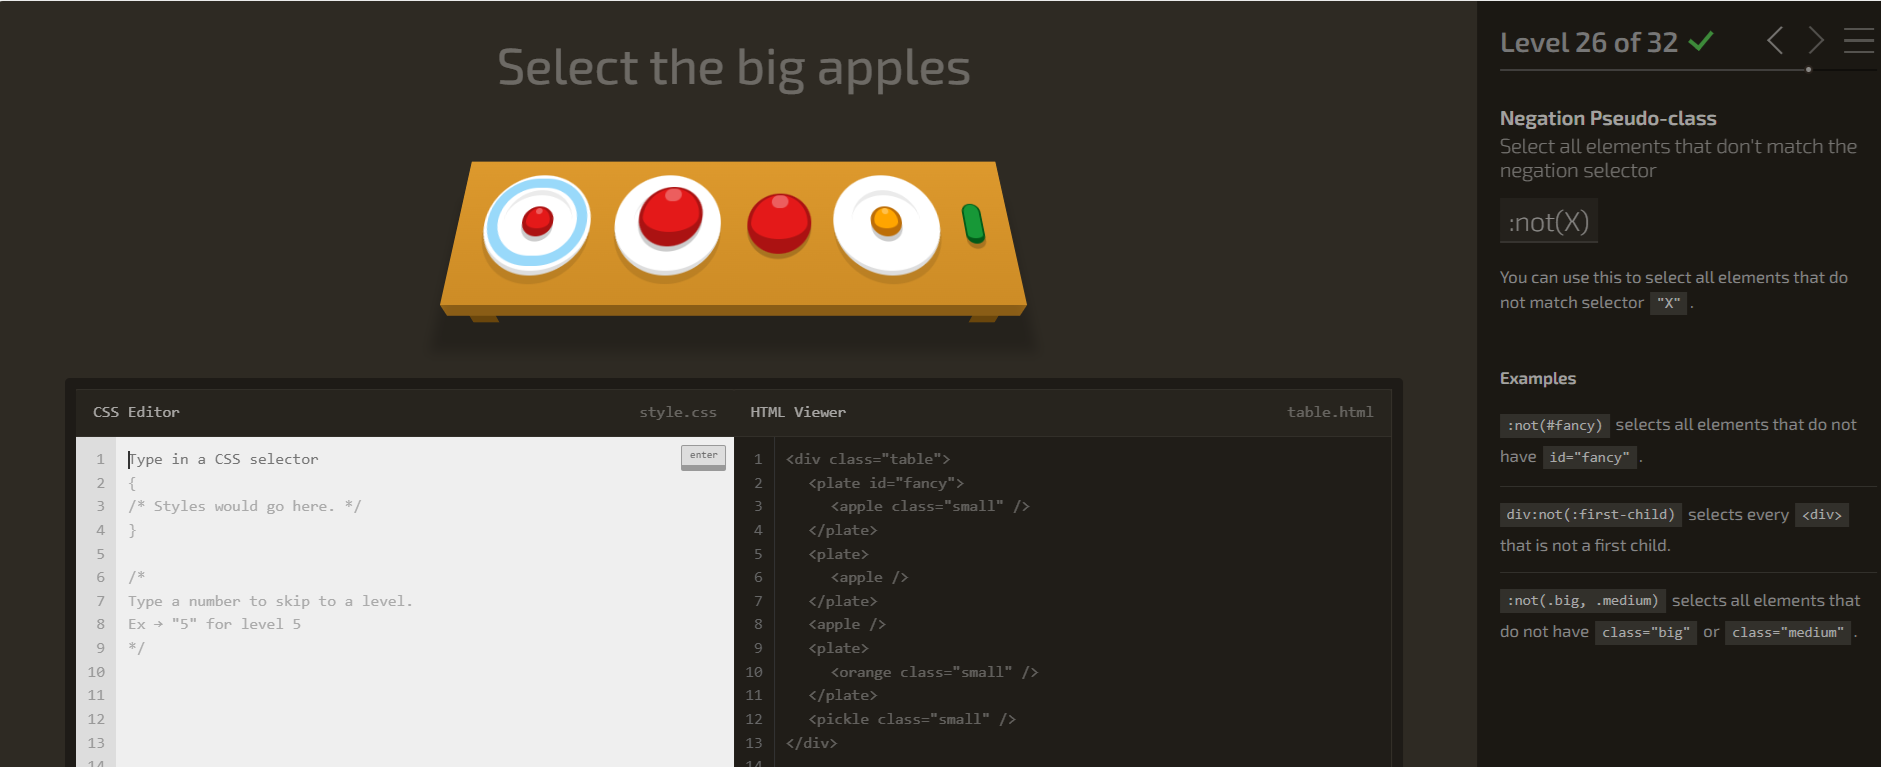 Select the big apples
CSS Editor style.css
1 Type in a CSS selector enter
2 {
3 /* Styles would go here. */
4 }
5
6 /*
7 Type a number to skip to a level.
8 Ex → "5" for level 5
9 */
10
11
12
13
14
HTML Viewer table.html
1 <div class="table">
2 <plate id="fancy">
3 <apple class="small" />
4 </plate>
5 <plate>
6 <apple />
7 </plate>
8 <apple />
9 <plate>
10 <orange class="small" />
11 </plate>
12 <pickle class="small" />
13 </div>
14
Level 26 of 32
Negation Pseudo-class
Select all elements that don't match the
negation selector
:not(X)
You can use this to select all elements that do
not match selector "X" .
Examples
:not(#fancy) selects all elements that do not
have id="fancy" .
div:not(:first-child) selects every <div>
that is not a first child.
:not(.big, .medium) selects all elements that
do not have class="big" or class="medium" .